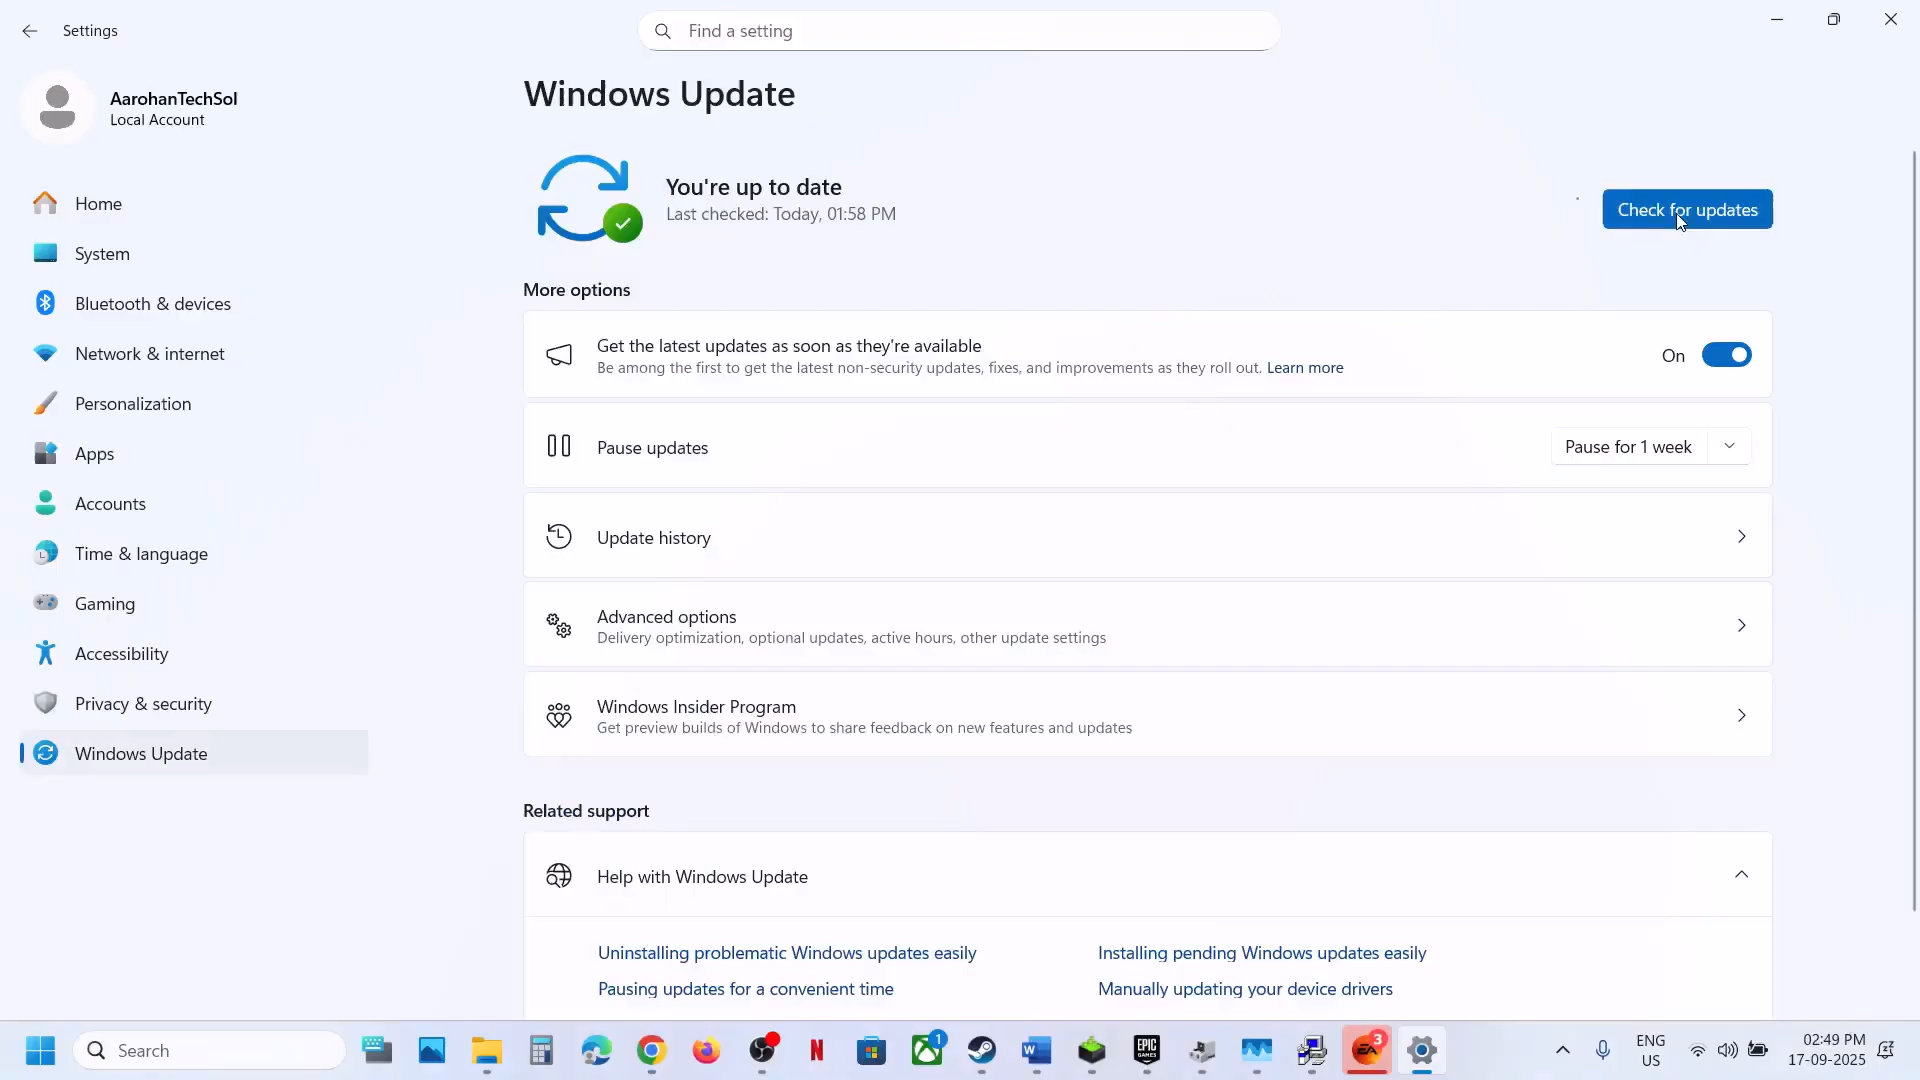 Settings
Find a setting
AarohanTechSol
Local Account
Home
System
Bluetooth & devices
Network & internet
Personalization
Apps
Accounts
Time & language
Gaming
Accessibility
Privacy & security
Windows Update
Windows Update
You're up to date
Last checked: Today, 01:58 PM
Check for updates
More options
Get the latest updates as soon as they're available
Be among the first to get the latest non-security updates, fixes, and improvements as they roll out. Learn more
On
Pause updates
Pause for 1 week
Update history
Advanced options
Delivery optimization, optional updates, active hours, other update settings
Windows Insider Program
Get preview builds of Windows to share feedback on new features and updates
Related support
Help with Windows Update
Uninstalling problematic Windows updates easily
Installing pending Windows updates easily
Pausing updates for a convenient time
Manually updating your device drivers
Search
N
1
W
EPIC
GAMES
EA
3
ENG
US
02:49 PM
17-09-2025